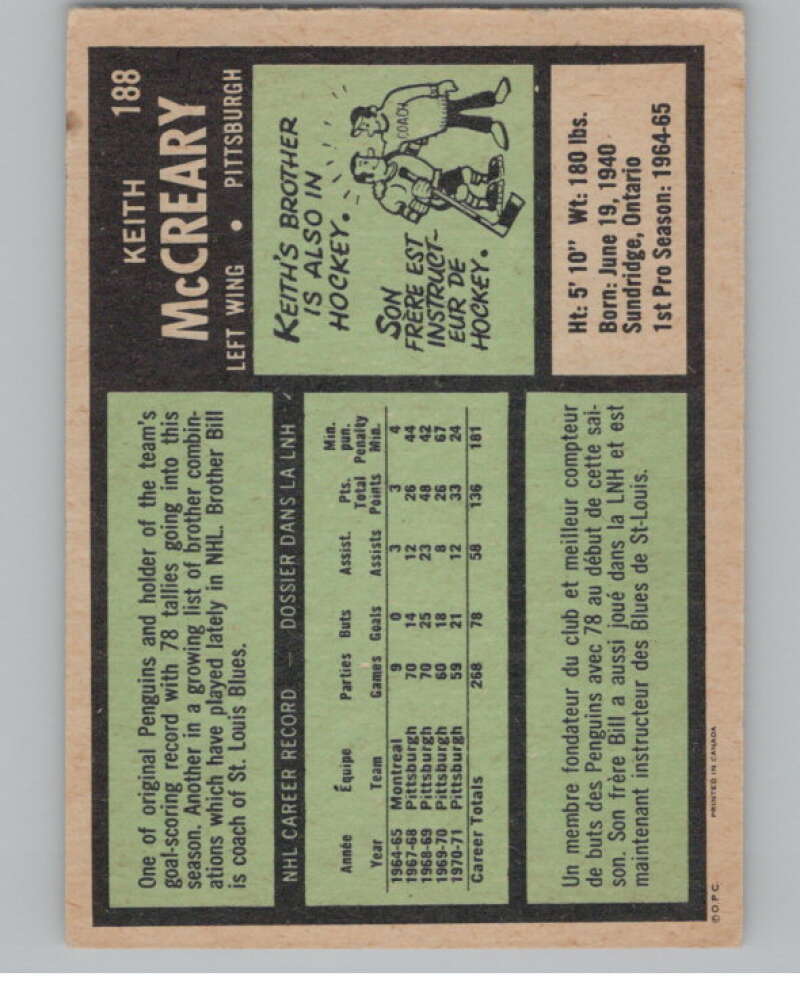 KEITH 188
McCREARY
LEFT WING • PITTSBURGH
KEITH'S BROTHER
IS ALSO IN
HOCKEY.
SON
FRÈRE EST
INSTRUCT-
EUR DE
HOCKEY.
COACH
Ht: 5' 10" Wt: 180 lbs.
Born: June 19, 1940
Sundridge, Ontario
1st Pro Season: 1964-65
One of original Penguins and holder of the team's
goal-scoring record with 78 tallies going into this
season. Another in a growing list of brother combin-
ations which have played lately in NHL. Brother Bill
is coach of St. Louis Blues.
NHL CAREER RECORD — DOSSIER DANS LA LNH
Min.
Pts. pun.
Année Équipe Parties Buts Assist. Total Penalty
Year Team Games Goals Assists Points Min.
1964-65 Montreal 9 0 3 3 4
1967-68 Pittsburgh 70 14 12 26 44
1968-69 Pittsburgh 70 25 23 48 42
1969-70 Pittsburgh 60 18 8 26 67
1970-71 Pittsburgh 59 21 12 33 24
Career Totals 268 78 58 136 181
Un membre fondateur du club et meilleur compteur
de buts des Penguins avec 78 au début de cette sai-
son. Son frère Bill a aussi joué dans la LNH et est
maintenant instructeur des Blues de St-Louis.
© O.P.C. PRINTED IN CANADA